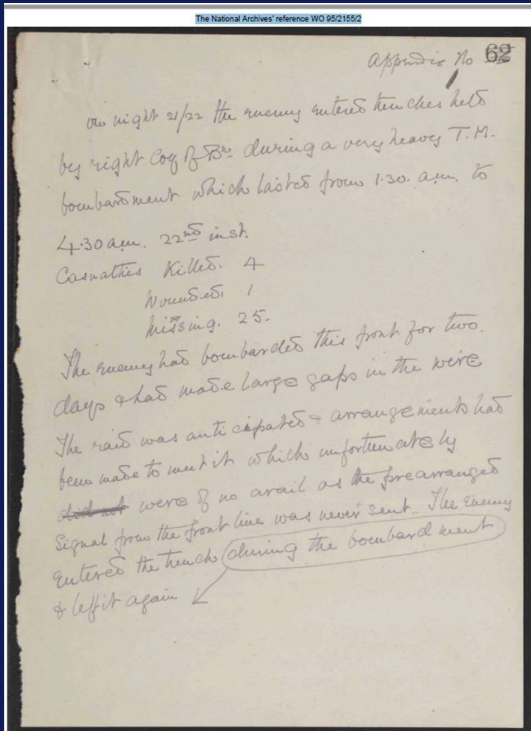 The National Archives' reference WO 95/2155/2
Appendix No 62
On night 21/22 the enemy entered trenches held
by right Coy of Bn. during a very heavy T.M.
bombardment which lasted from 1.30. a.m. to
4.30 am. 22nd inst.
Casualties Killed. 4
Wounded. 1
Missing. 25.
The enemy had bombarded this front for two
days & had made large gaps in the wire
The raid was anticipated & arrangements had
been made to meet it which unfortunately
did not were of no avail as the prearranged
Signal from the front line was never sent. The Enemy
entered the trench during the bombardment
& left it again